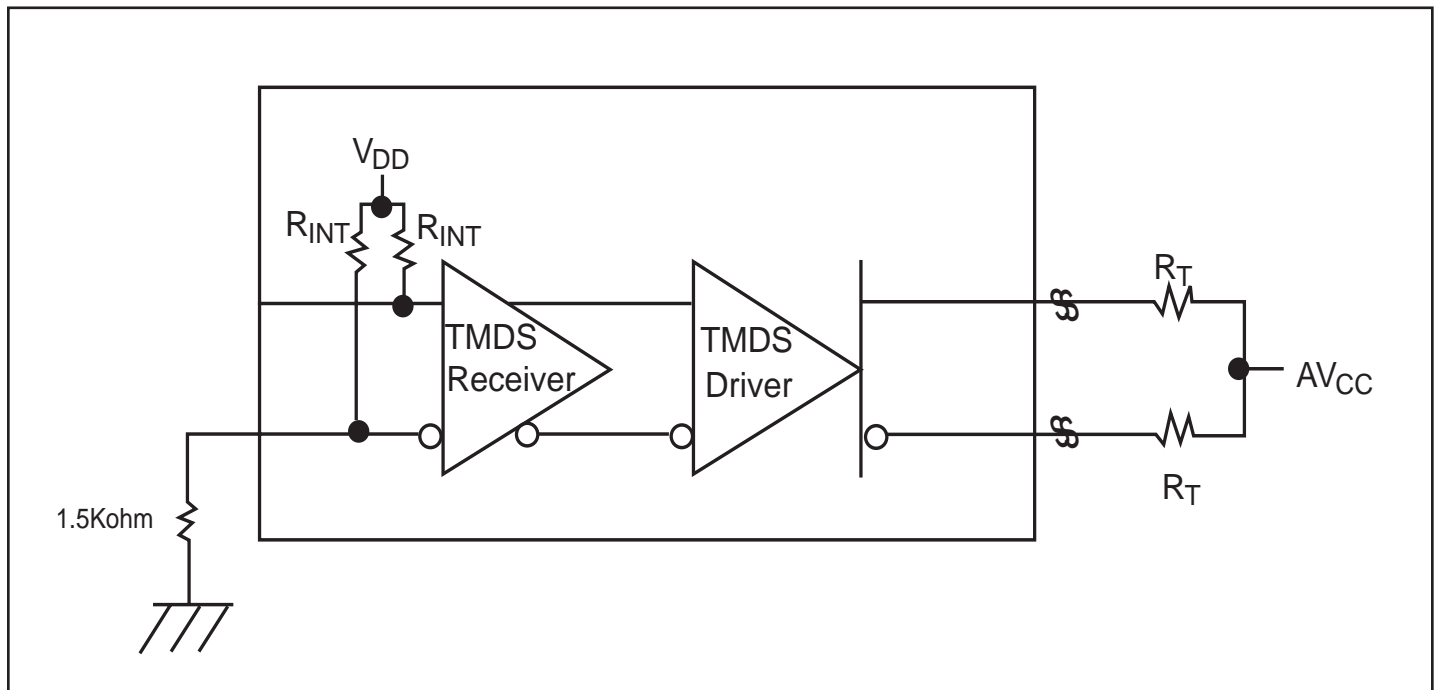 VDD
RINT
RINT
RT
TMDS
Receiver
TMDS
Driver
AVCC
RT
1.5Kohm